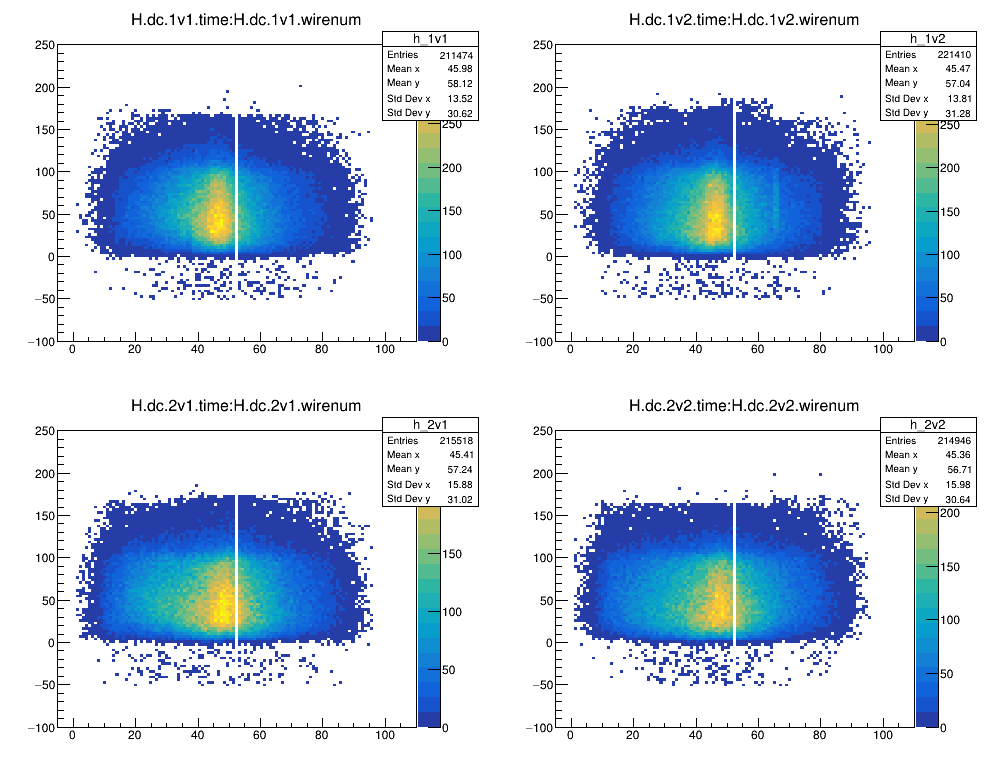 H.dc.1v1.time:H.dc.1v1.wirenum
h_1v1
Entries 211474
Mean x 45.98
Mean y 58.12
Std Dev x 13.52
Std Dev y 30.62
250
200
150
100
50
0
−50
−100
0 20 40 60 80 100
250
200
150
100
50
0
H.dc.1v2.time:H.dc.1v2.wirenum
h_1v2
Entries 221410
Mean x 45.47
Mean y 57.04
Std Dev x 13.81
Std Dev y 31.28
250
200
150
100
50
0
−50
−100
0 20 40 60 80 100
250
200
150
100
50
0
H.dc.2v1.time:H.dc.2v1.wirenum
h_2v1
Entries 215518
Mean x 45.41
Mean y 57.24
Std Dev x 15.88
Std Dev y 31.02
250
200
150
100
50
0
−50
−100
0 20 40 60 80 100
150
100
50
0
H.dc.2v2.time:H.dc.2v2.wirenum
h_2v2
Entries 214946
Mean x 45.36
Mean y 56.71
Std Dev x 15.98
Std Dev y 30.64
250
200
150
100
50
0
−50
−100
0 20 40 60 80 100
200
150
100
50
0